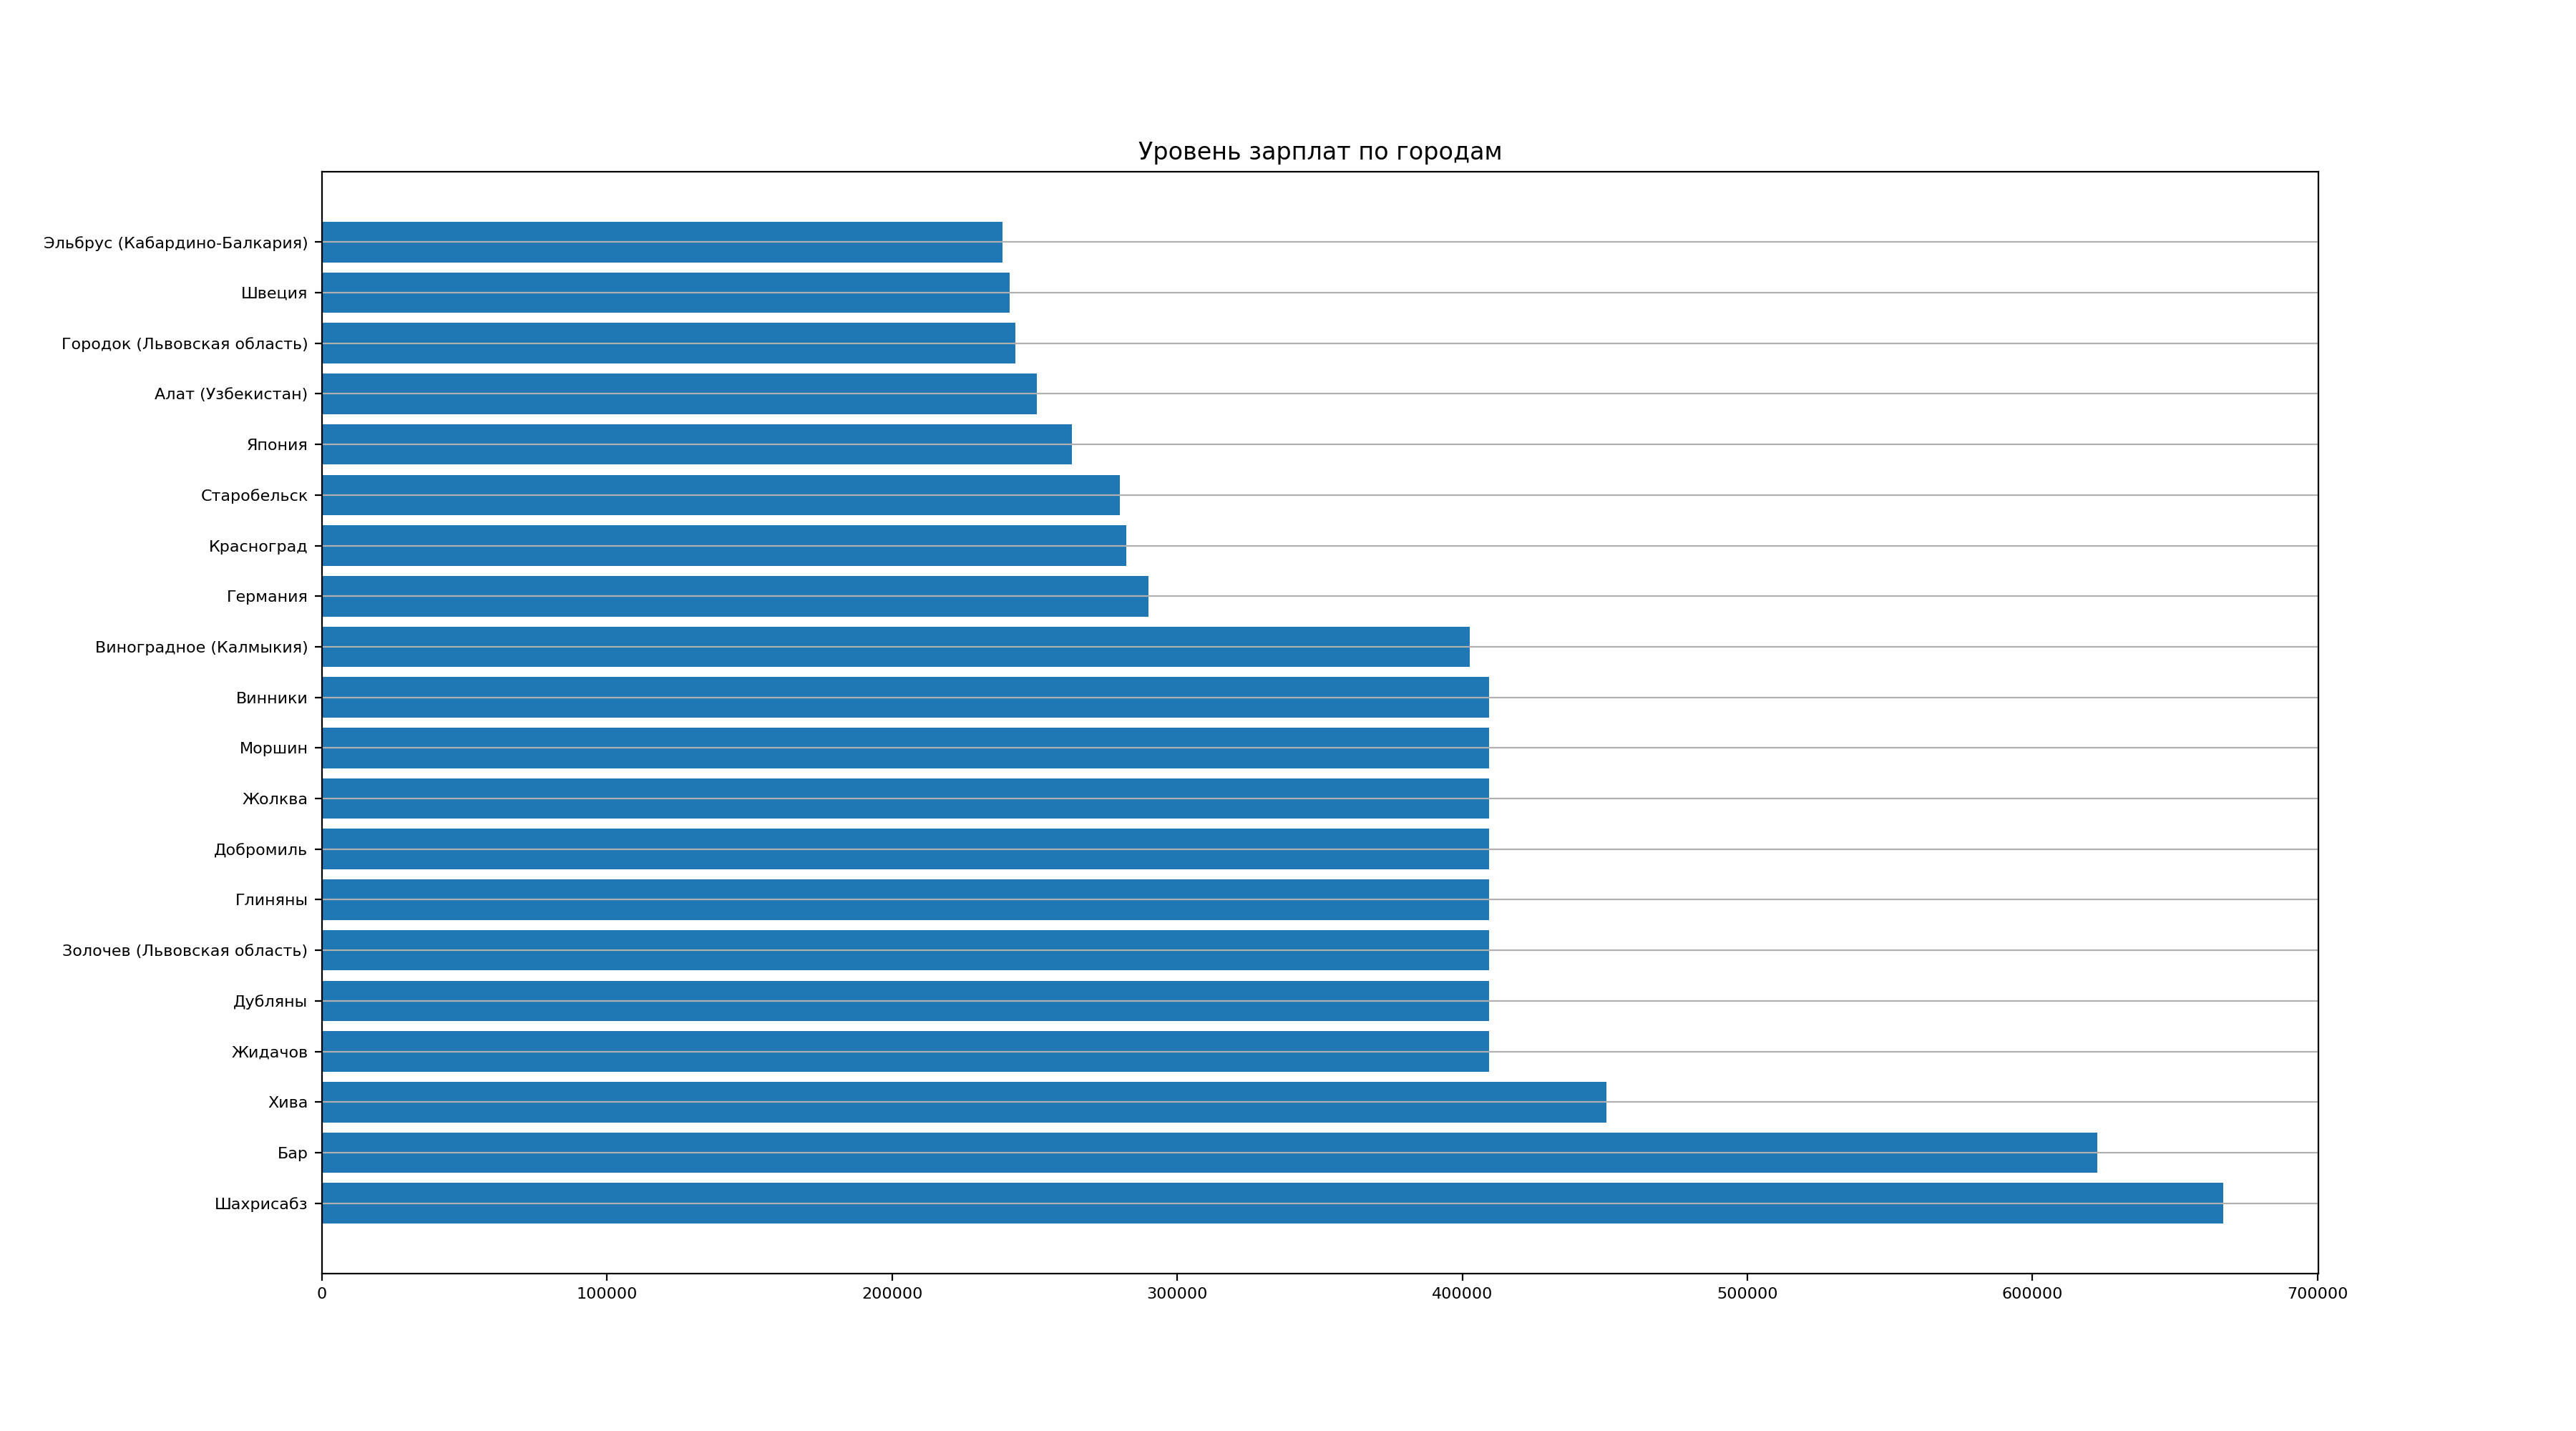 Уровень зарплат по городам
Эльбрус (Кабардино-Балкария)
Швеция
Городок (Львовская область)
Алат (Узбекистан)
Япония
Старобельск
Красноград
Германия
Виноградное (Калмыкия)
Винники
Моршин
Жолква
Добромиль
Глиняны
Золочев (Львовская область)
Дубляны
Жидачов
Хива
Бар
Шахрисабз
0 100000 200000 300000 400000 500000 600000 700000